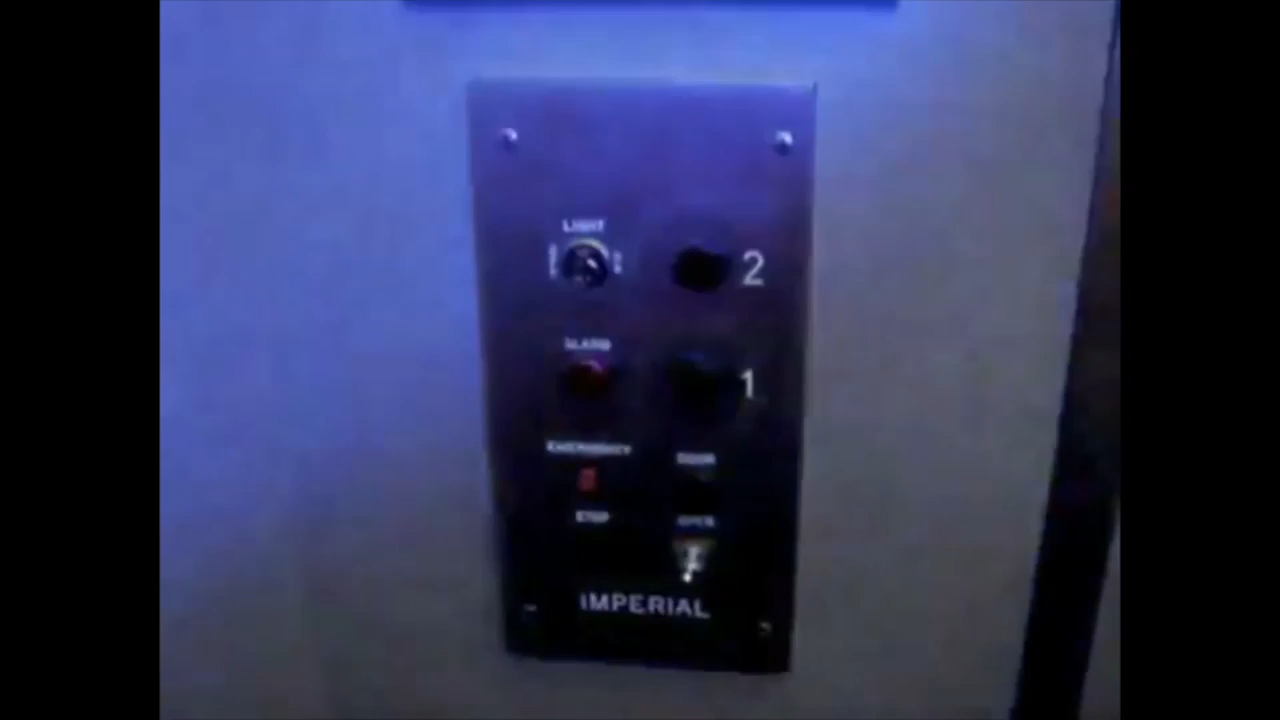 LIGHT
2
ALARM
1
EMERGENCY
DOOR
STOP
OPEN
IMPERIAL